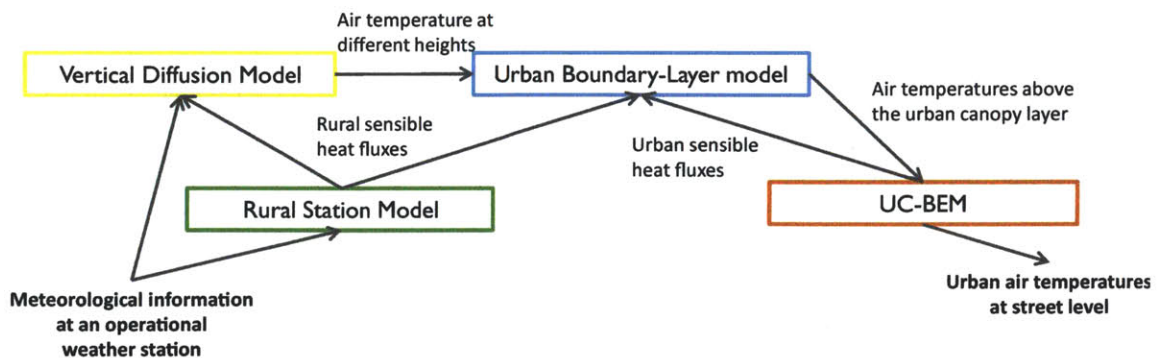 Air temperature at
different heights
Vertical Diffusion Model
Urban Boundary-Layer model
Air temperatures above
the urban canopy layer
Rural sensible
heat fluxes
Urban sensible
heat fluxes
Rural Station Model
UC-BEM
Meteorological information
at an operational
weather station
Urban air temperatures
at street level